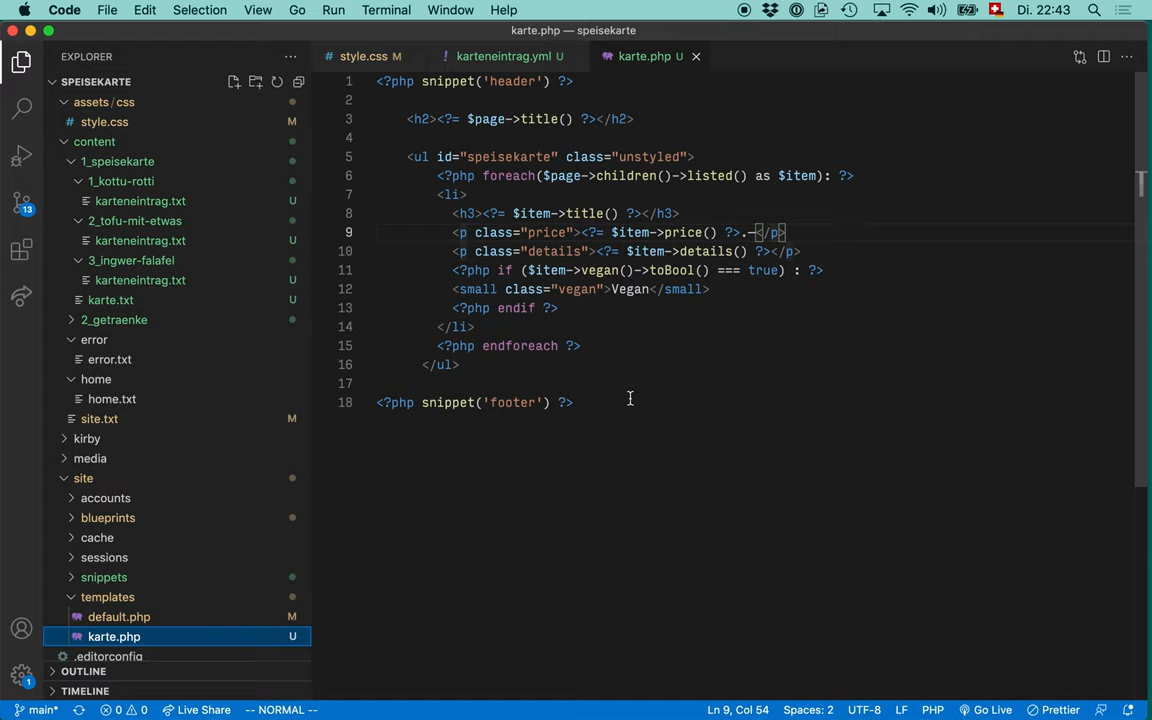 Code File Edit Selection View Go Run Terminal Window Help Di. 22:43
karte.php — speisekarte
EXPLORER
style.css M
! karteneintrag.yml U
karte.php U
SPEISEKARTE
assets/css
style.css M
content
1_speisekarte
1_kottu-rotti
karteneintrag.txt U
2_tofu-mit-etwas
karteneintrag.txt U
3_ingwer-falafel
karteneintrag.txt U
karte.txt U
2_getraenke
error
error.txt
home
home.txt
site.txt M
kirby
media
site
accounts
blueprints
cache
sessions
snippets
templates
default.php M
karte.php U
.editorconfig
OUTLINE
TIMELINE
13
1
1 <?php snippet('header') ?>
2
3 <h2><?= $page->title() ?></h2>
4
5 <ul id="speisekarte" class="unstyled">
6 <?php foreach($page->children()->listed() as $item): ?>
7 <li>
8 <h3><?= $item->title() ?></h3>
9 <p class="price"><?= $item->price() ?>.–</p>
10 <p class="details"><?= $item->details() ?></p>
11 <?php if ($item->vegan()->toBool() === true) : ?>
12 <small class="vegan">Vegan</small>
13 <?php endif ?>
14 </li>
15 <?php endforeach ?>
16 </ul>
17
18 <?php snippet('footer') ?>
main* 0 0 Live Share -- NORMAL -- Ln 9, Col 54 Spaces: 2 UTF-8 LF PHP Go Live Prettier